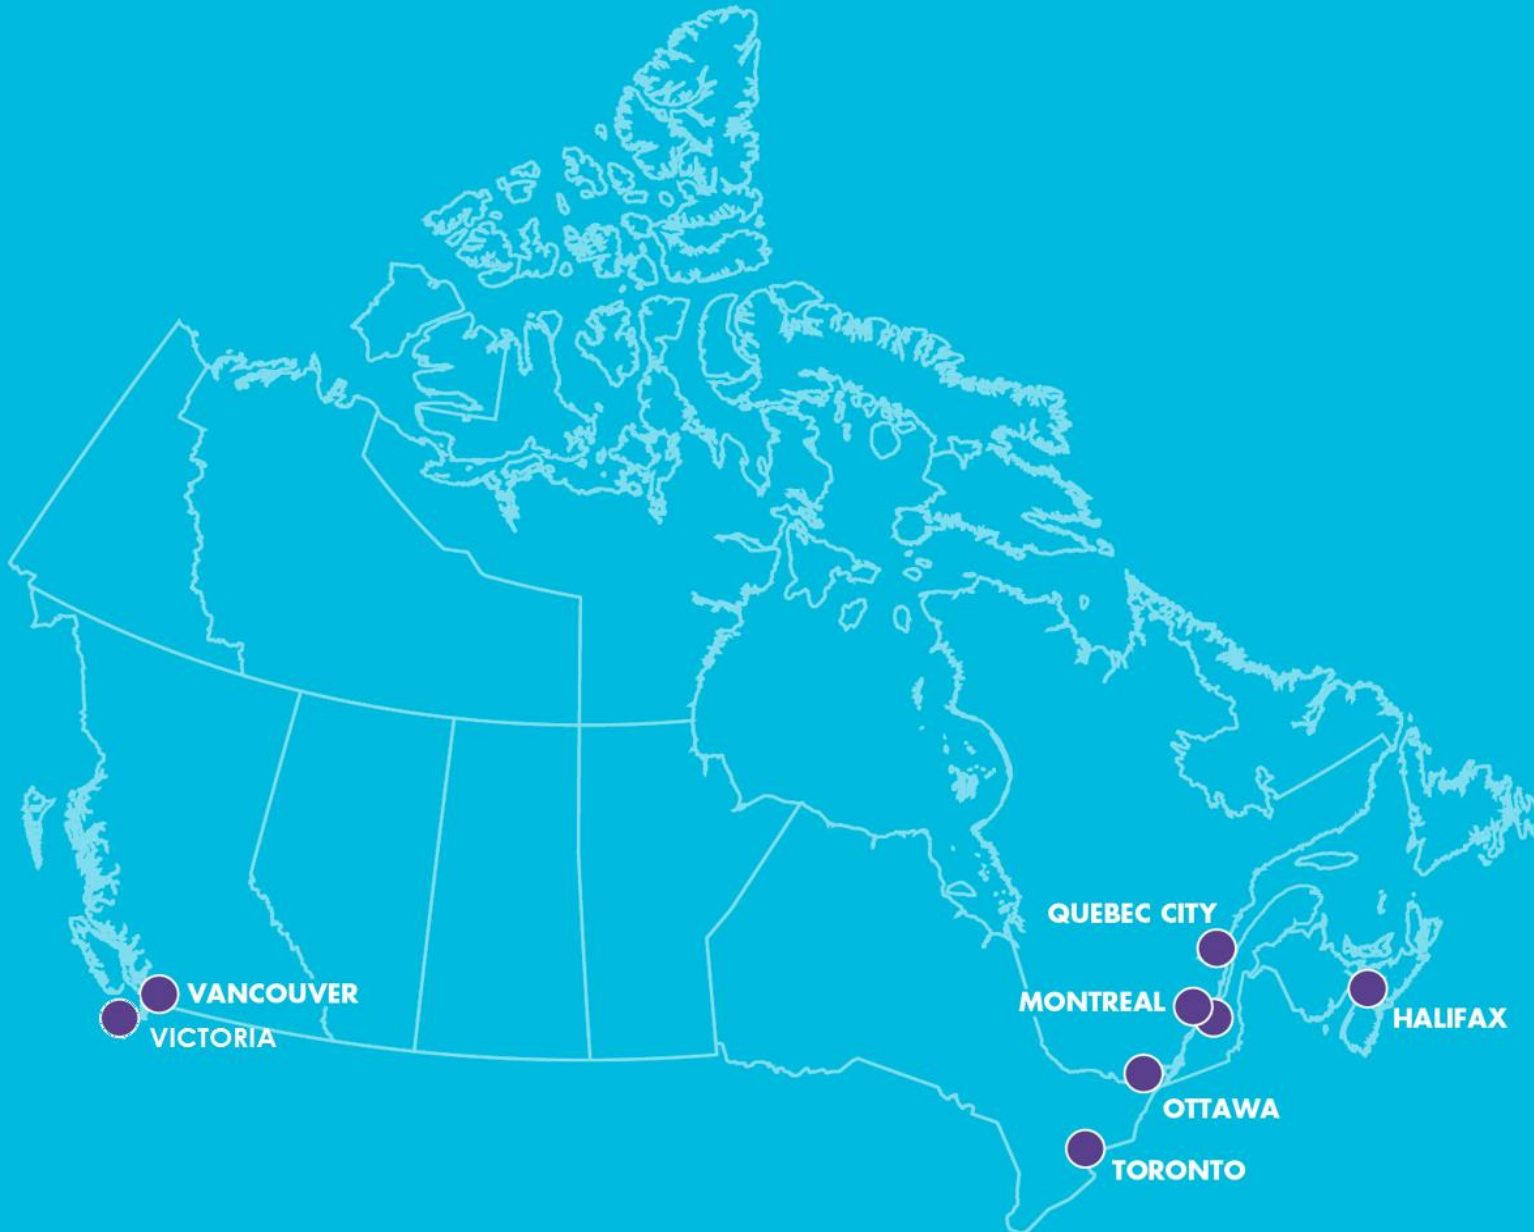 QUEBEC CITY
VANCOUVER
MONTREAL
HALIFAX
VICTORIA
OTTAWA
TORONTO